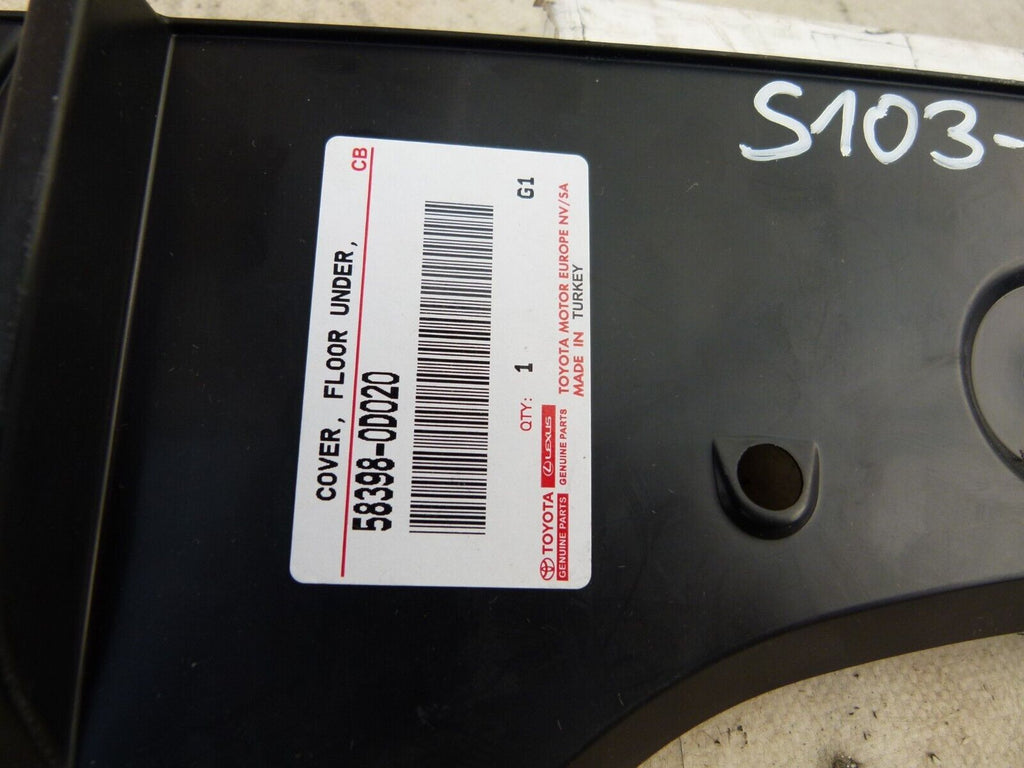 CB
COVER, FLOOR UNDER,
58398-0D020
QTY: 1 G1
TOYOTA LEXUS
GENUINE PARTS GENUINE PARTS
TOYOTA MOTOR EUROPE NV/SA
MADE IN TURKEY
S103-